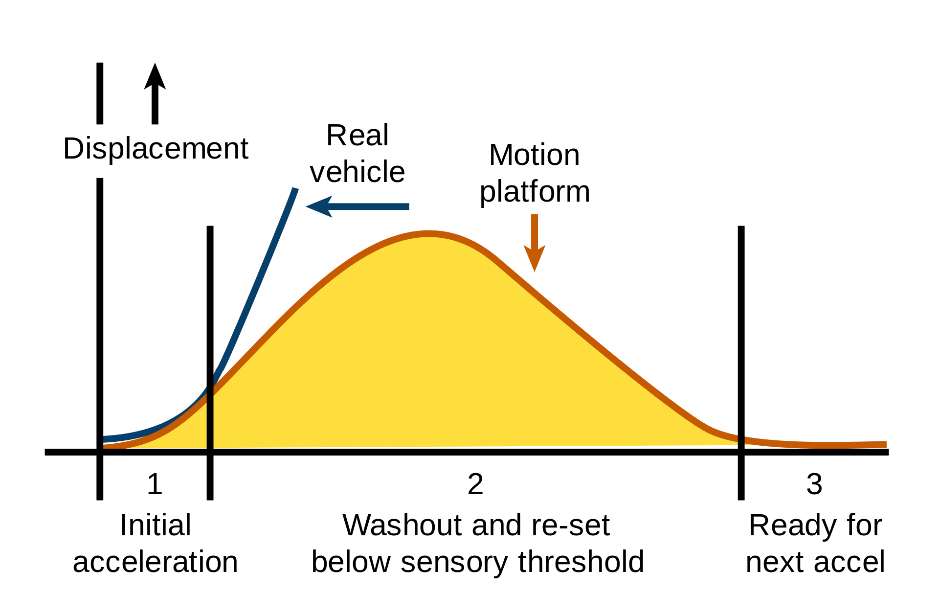 Displacement
Real
vehicle
Motion
platform
1
2
3
Initial
acceleration
Washout and re-set
below sensory threshold
Ready for
next accel